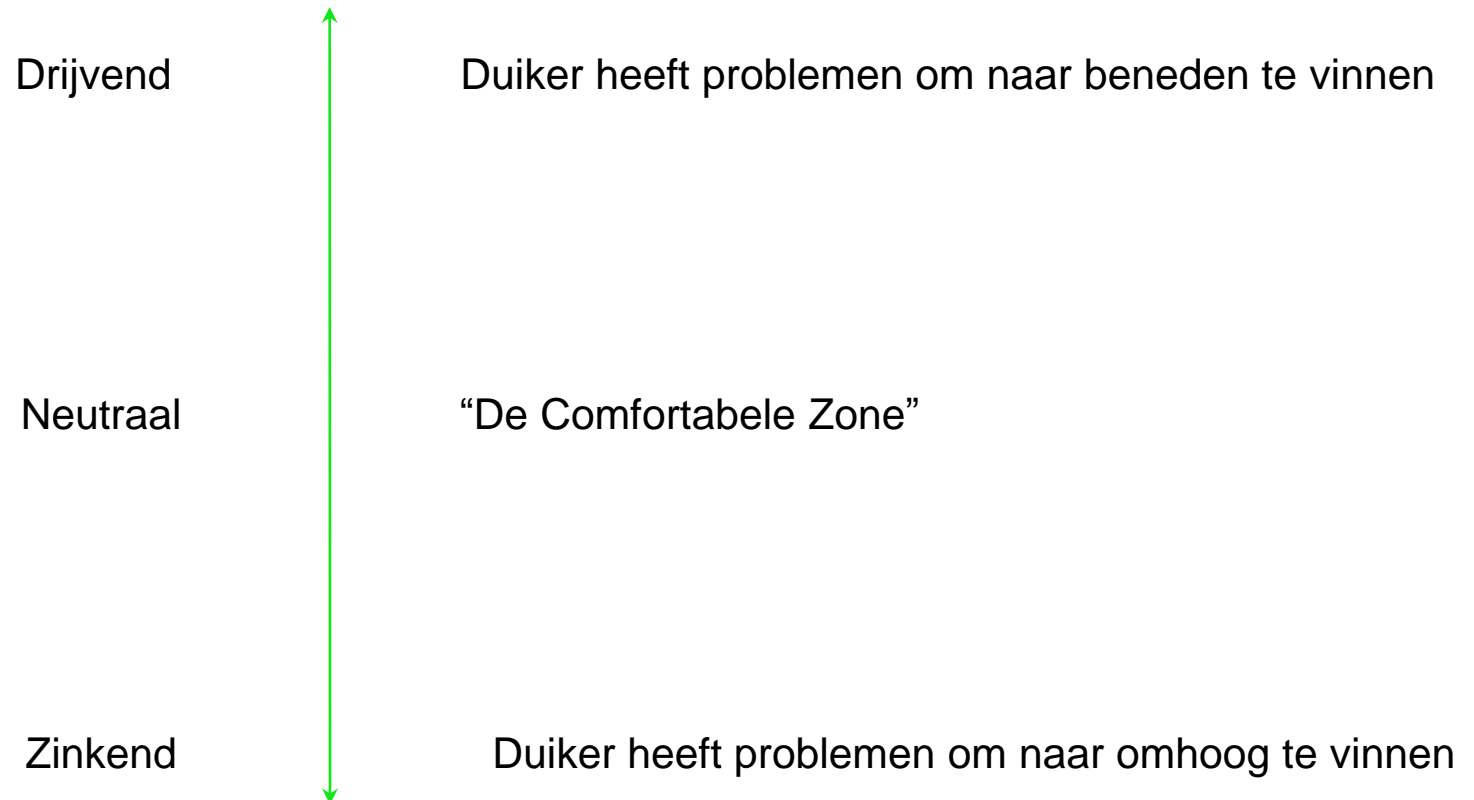 Drijvend Duiker heeft problemen om naar beneden te vinnen
Neutraal “De Comfortabele Zone”
Zinkend Duiker heeft problemen om naar omhoog te vinnen